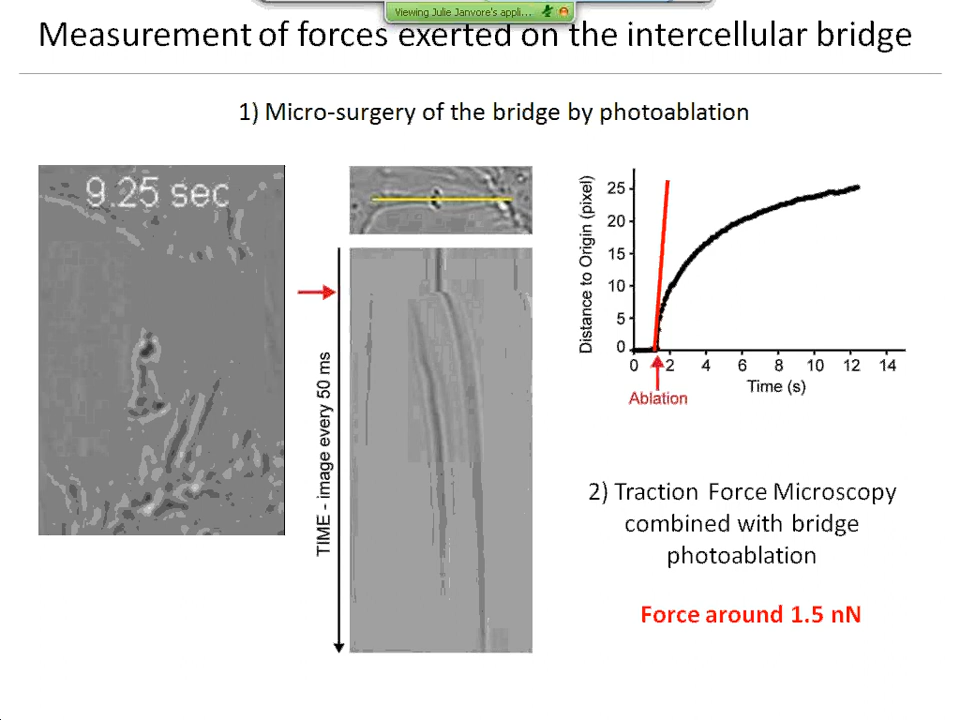 Viewing Julie Janvore's appli...
Measurement of forces exerted on the intercellular bridge
1) Micro-surgery of the bridge by photoablation
9.25 sec
TIME - image every 50 ms
Distance to Origin (pixel)
25
20
15
10
5
0
0 2 4 6 8 10 12 14
Time (s)
Ablation
2) Traction Force Microscopy
combined with bridge
photoablation
Force around 1.5 nN